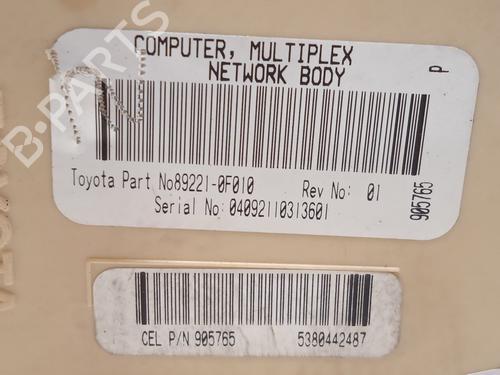 COMPUTER, MULTIPLEX
NETWORK BODY
P
Toyota Part No89221-0F010 Rev No: 01
Serial No: 04092110313601
905765
CEL P/N 905765 5380442487
B-PARTS